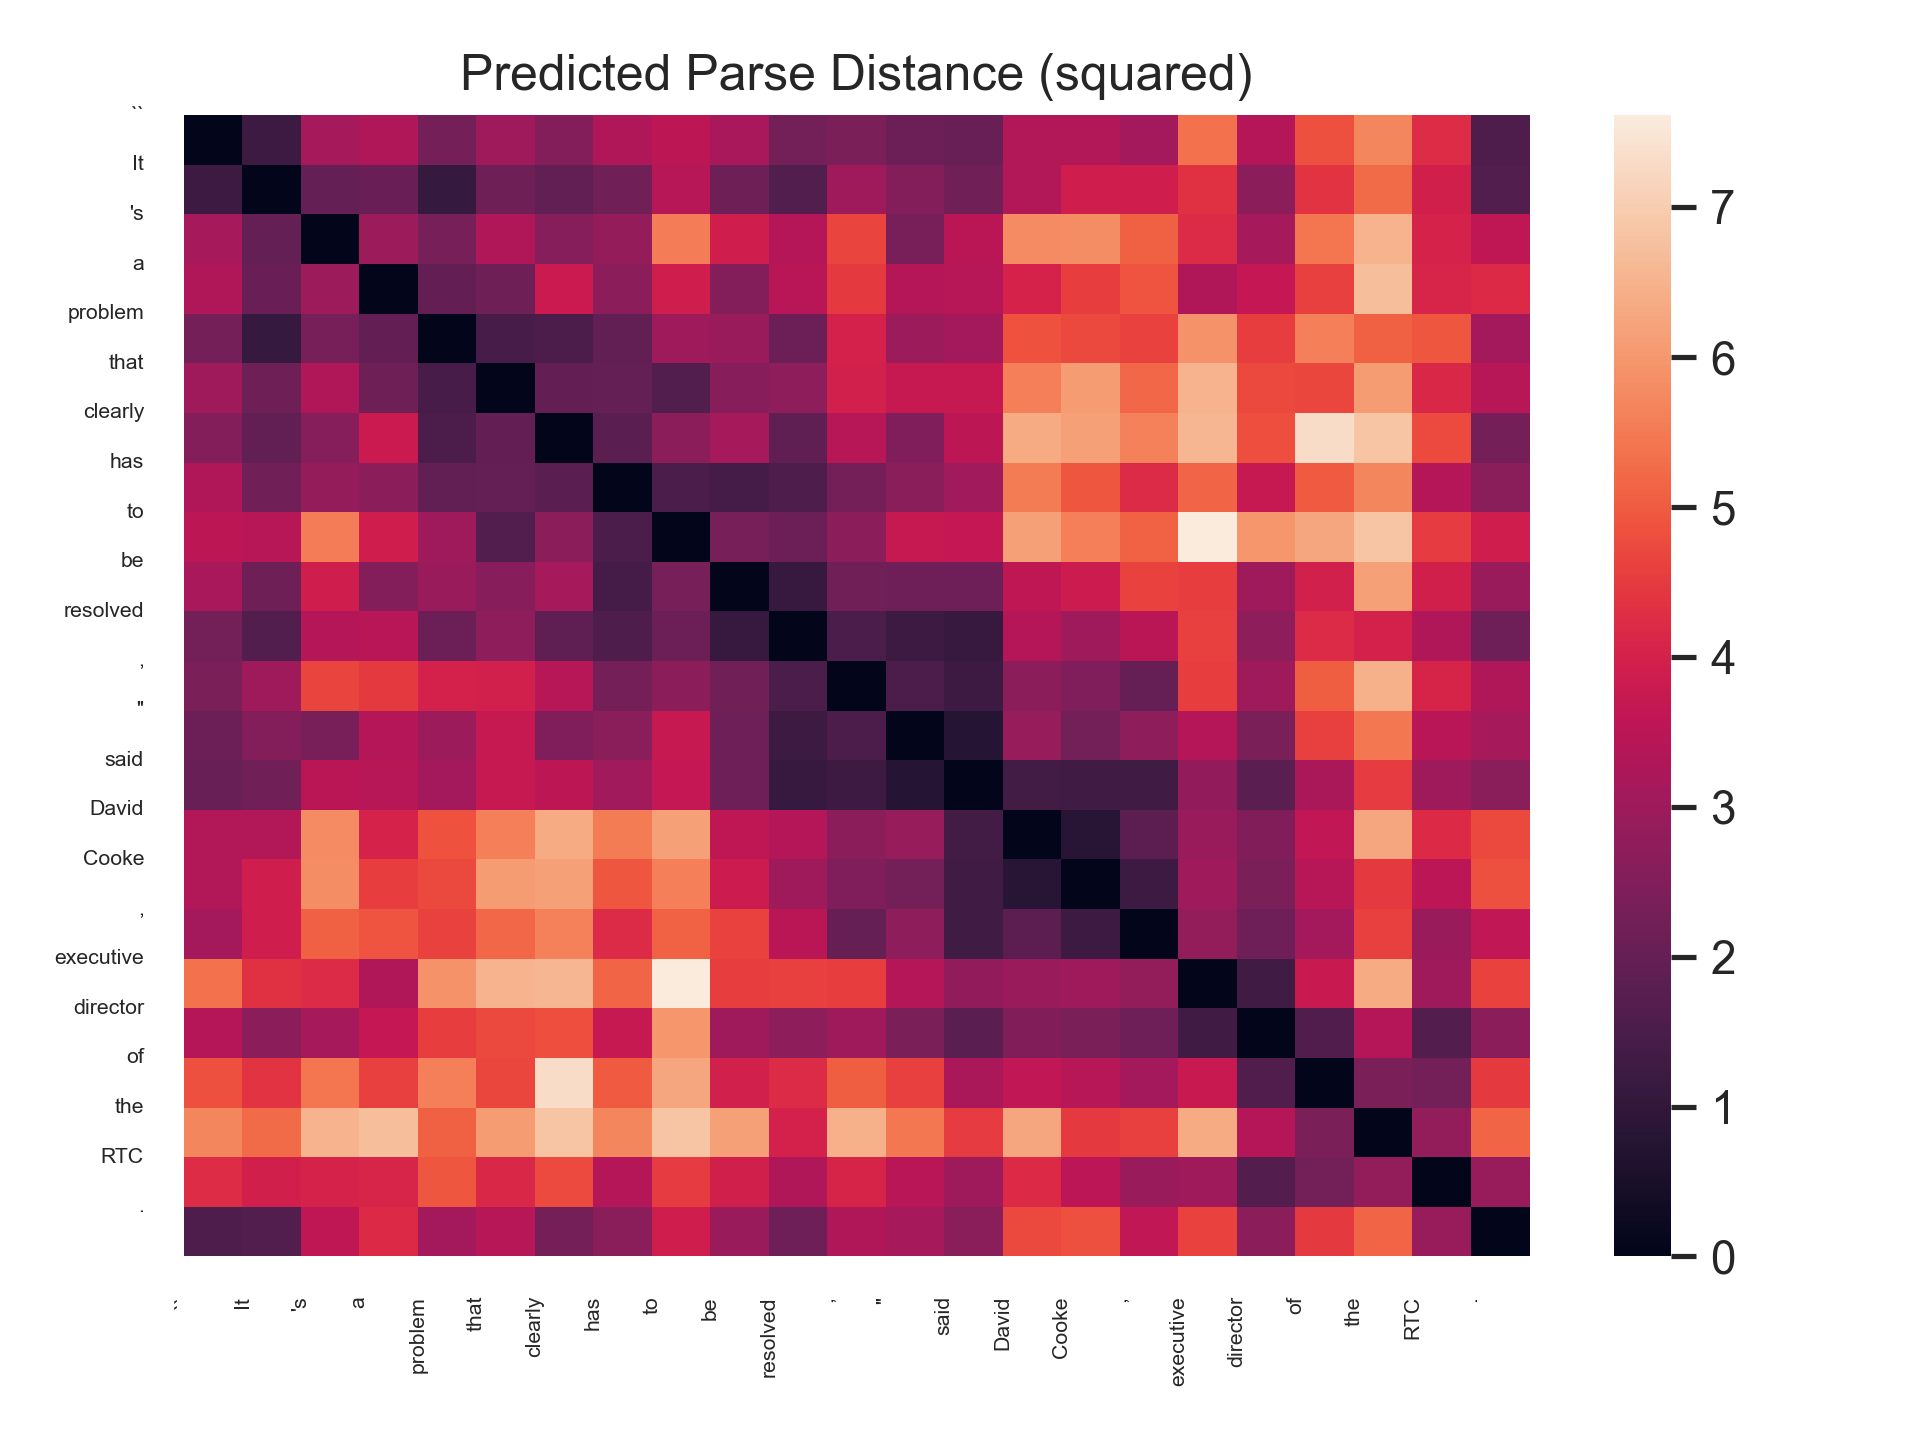 Predicted Parse Distance (squared)
``
It
's
a
problem
that
clearly
has
to
be
resolved
,
"
said
David
Cooke
,
executive
director
of
the
RTC
.
7
6
5
4
3
2
1
0
`` It 's a problem that clearly has to be resolved , " said David Cooke , executive director of the RTC .